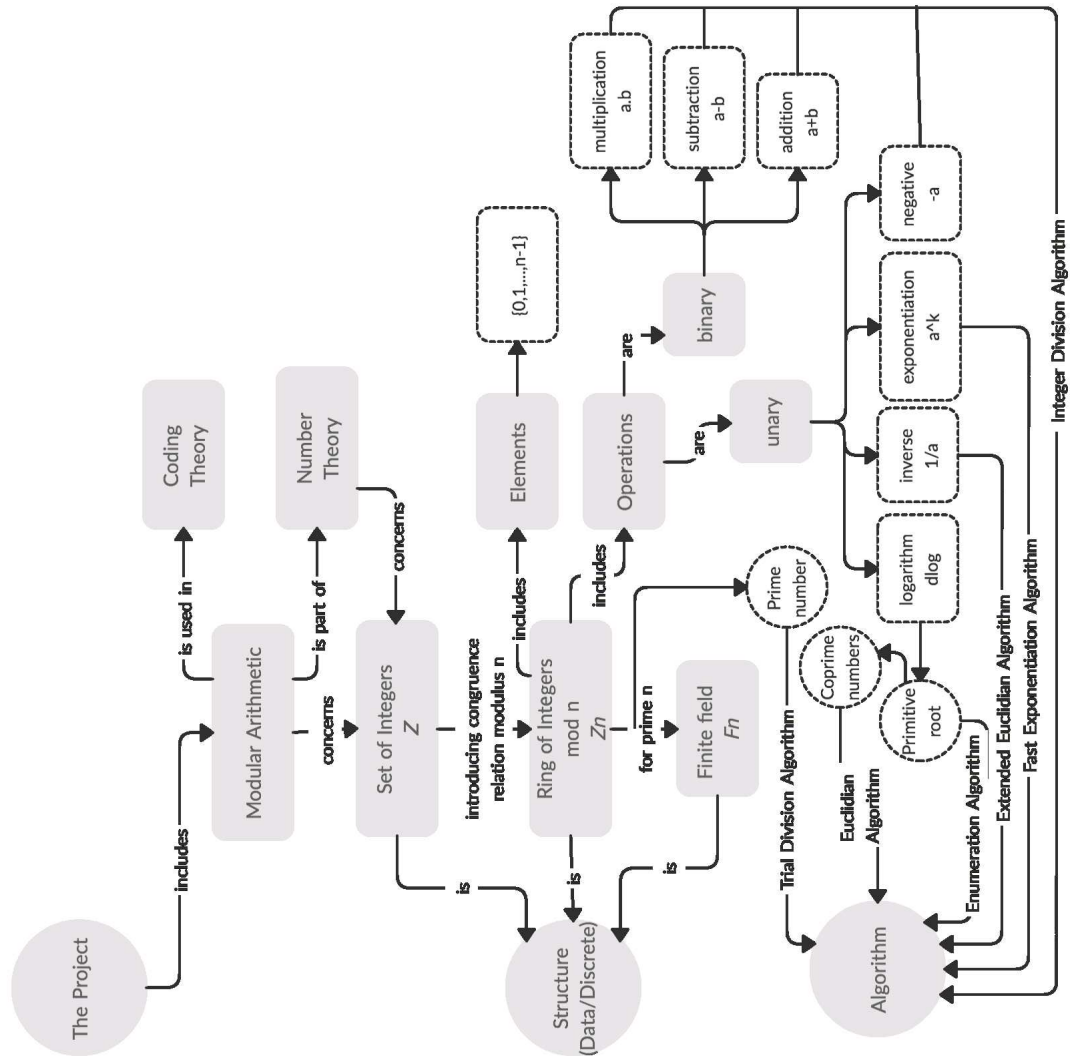 The Project
includes
Modular Arithmetic
is used in
Coding
Theory
is part of
Number
Theory
concerns
concerns
Set of Integers
Z
is
introducing congruence
relation modulus n
Ring of Integers
mod n
Zn
includes
Elements
{0,1,...,n-1}
includes
Operations
are
binary
multiplication
a.b
subtraction
a-b
addition
a+b
are
unary
negative
-a
exponentiation
a^k
inverse
1/a
logarithm
dlog
is
Structure
(Data/Discrete)
for prime n
Finite field
Fn
is
Prime
number
Trial Division Algorithm
Coprime
numbers
Euclidian
Algorithm
Primitive
root
Enumeration Algorithm
Extended Euclidian Algorithm
Fast Exponentiation Algorithm
Integer Division Algorithm
Algorithm